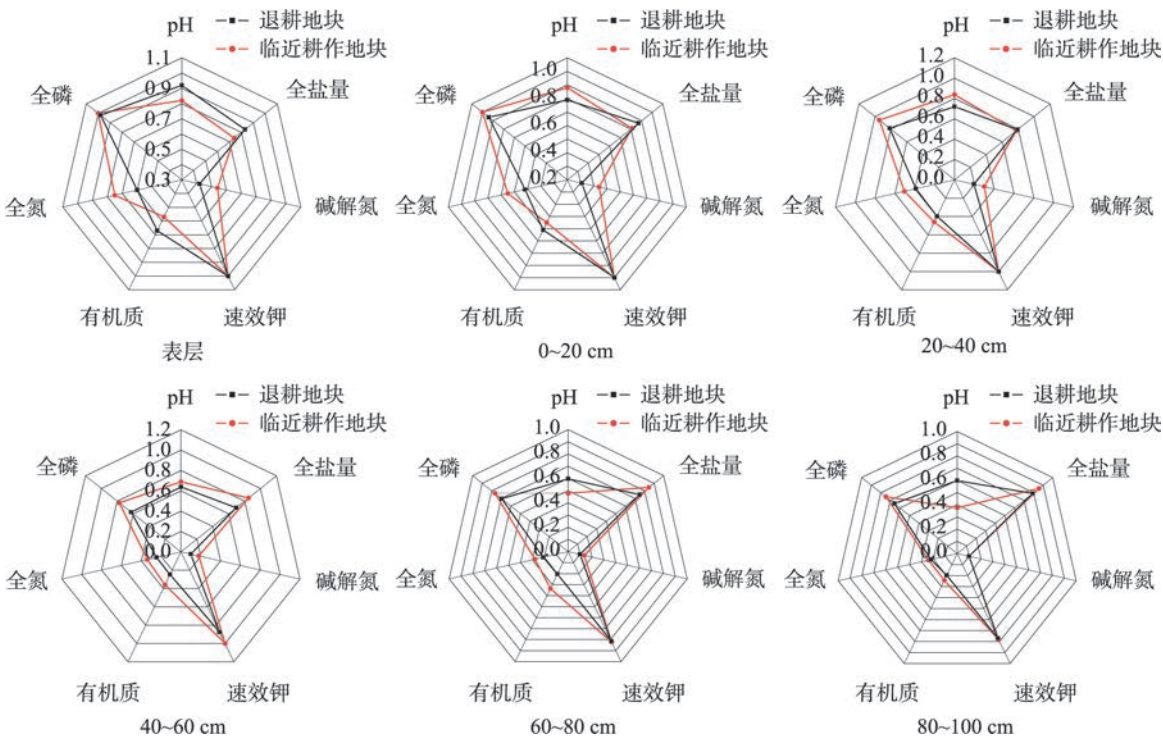 pH
退耕地块
临近耕作地块
1.1
0.9
0.7
0.5
0.3
全磷
全盐量
全氮
碱解氮
有机质
速效钾
表层
pH
退耕地块
临近耕作地块
1.0
0.8
0.6
0.4
0.2
全磷
全盐量
全氮
碱解氮
有机质
速效钾
0~20 cm
pH
退耕地块
临近耕作地块
1.2
1.0
0.8
0.6
0.4
0.2
0.0
全磷
全盐量
全氮
碱解氮
有机质
速效钾
20~40 cm
pH
退耕地块
临近耕作地块
1.2
1.0
0.8
0.6
0.4
0.2
0.0
全磷
全盐量
全氮
碱解氮
有机质
速效钾
40~60 cm
pH
退耕地块
临近耕作地块
1.0
0.8
0.6
0.4
0.2
0.0
全磷
全盐量
全氮
碱解氮
有机质
速效钾
60~80 cm
pH
退耕地块
临近耕作地块
1.0
0.8
0.6
0.4
0.2
0.0
全磷
全盐量
全氮
碱解氮
有机质
速效钾
80~100 cm